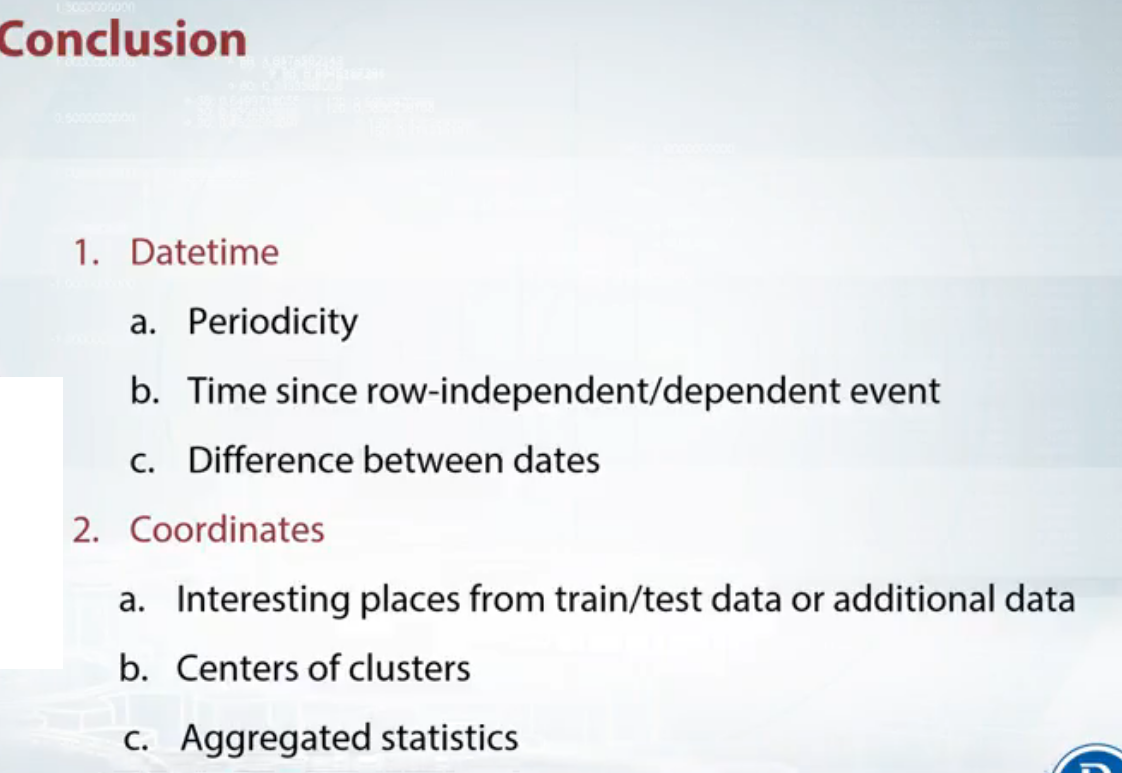 Conclusion
1. Datetime
a. Periodicity
b. Time since row-independent/dependent event
c. Difference between dates
2. Coordinates
a. Interesting places from train/test data or additional data
b. Centers of clusters
c. Aggregated statistics